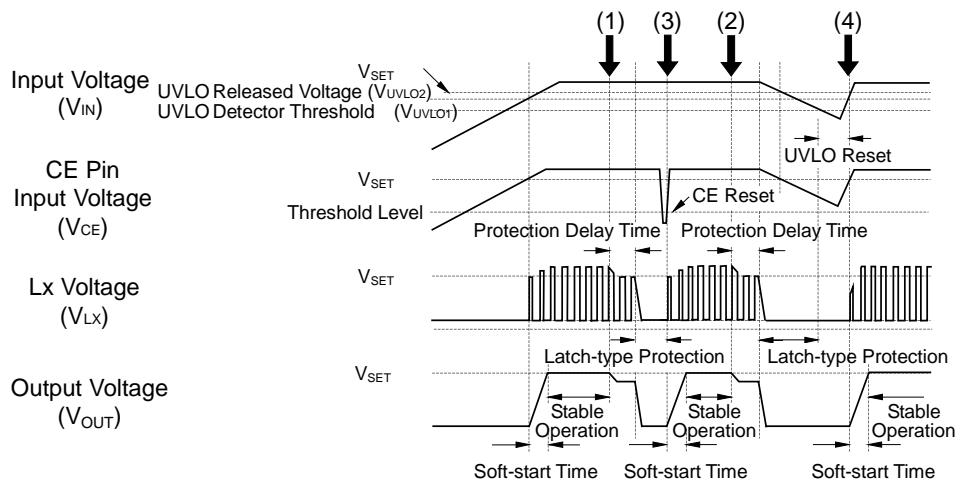 (1) (3) (2) (4)
Input Voltage
(VIN)
VSET
UVLO Released Voltage (VUVLO2)
UVLO Detector Threshold (VUVLO1)
UVLO Reset
CE Pin
Input Voltage
(VCE)
VSET
Threshold Level
CE Reset
Protection Delay Time Protection Delay Time
Lx Voltage
(VLX)
VSET
Latch-type Protection Latch-type Protection
Output Voltage
(VOUT)
VSET
Stable
Operation
Stable
Operation
Stable
Operation
Soft-start Time Soft-start Time Soft-start Time